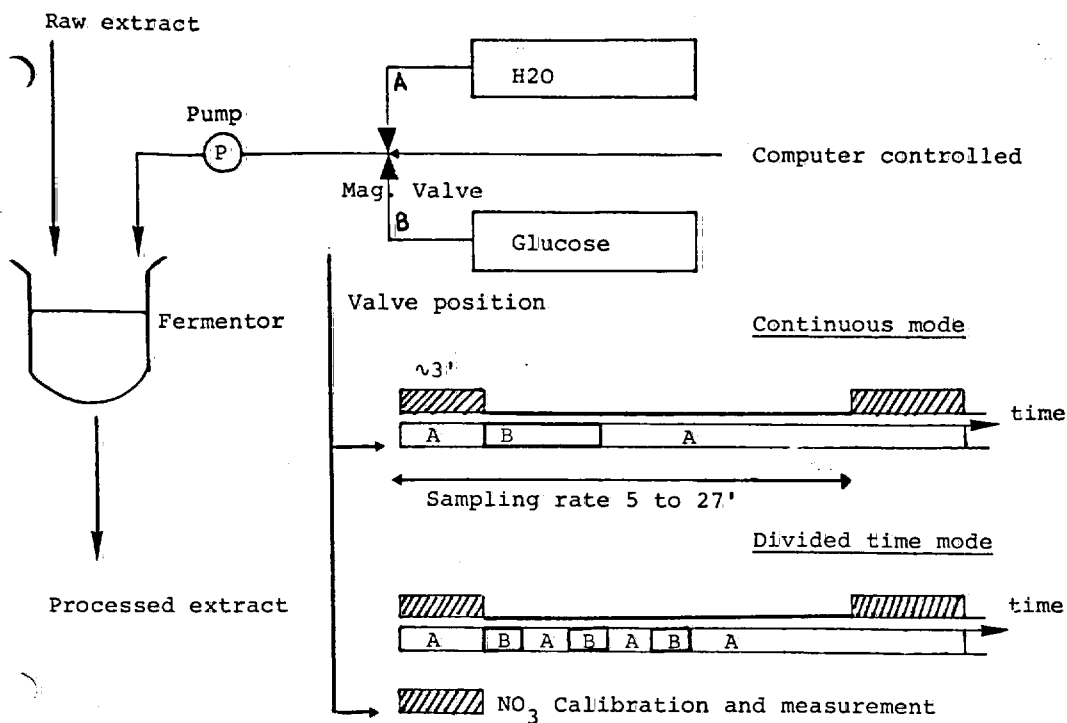 Raw extract
A
H2O
Pump
P
Computer controlled
Mag. Valve
B
Glucose
Valve position
Fermentor
Continuous mode
~3'
time
A B A
Sampling rate 5 to 27'
Divided time mode
Processed extract
time
A B A B A B A
NO3 Calibration and measurement